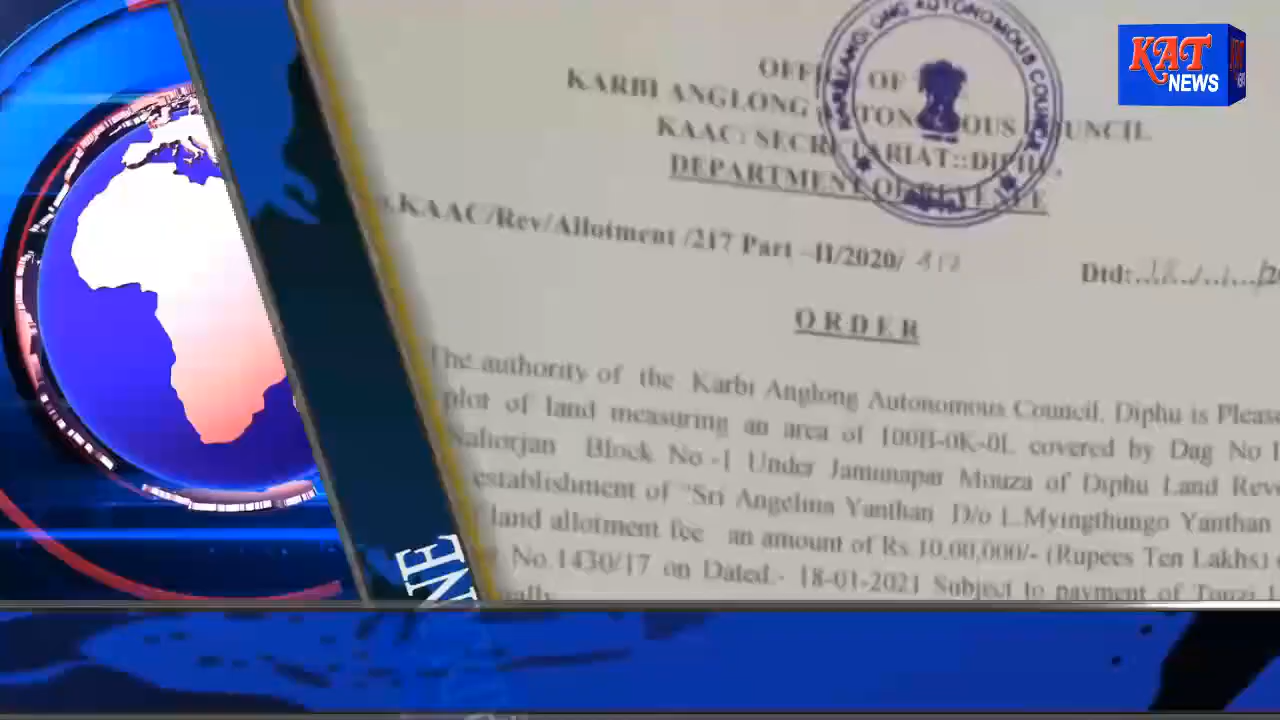 KAT
NEWS
OFFICE OF
KARBI ANGLONG AUTONOMOUS COUNCIL
KAAC: SECRETARIAT::DIPHU
DEPARTMENT OF REVENUE
.KAAC/Rev/Allotment /217 Part –II/2020/
Dtd:
ORDER
The authority of the Karbi Anglong Autonomous Council, Diphu is
plot of land measuring an area of 100B-0K-0L covered by Dag No
Nahorjan Block No -1 Under Jamunapar Mouza of Diphu Land
establishment of "Sri Angelina Yanthan D/o L.Myingthungo Yanthan
land allotment fee an amount of Rs.10,00,000/- (Rupees Ten Lakhs)
No.1430/17 on Dated.- 18-01-2021 Subject to payment of